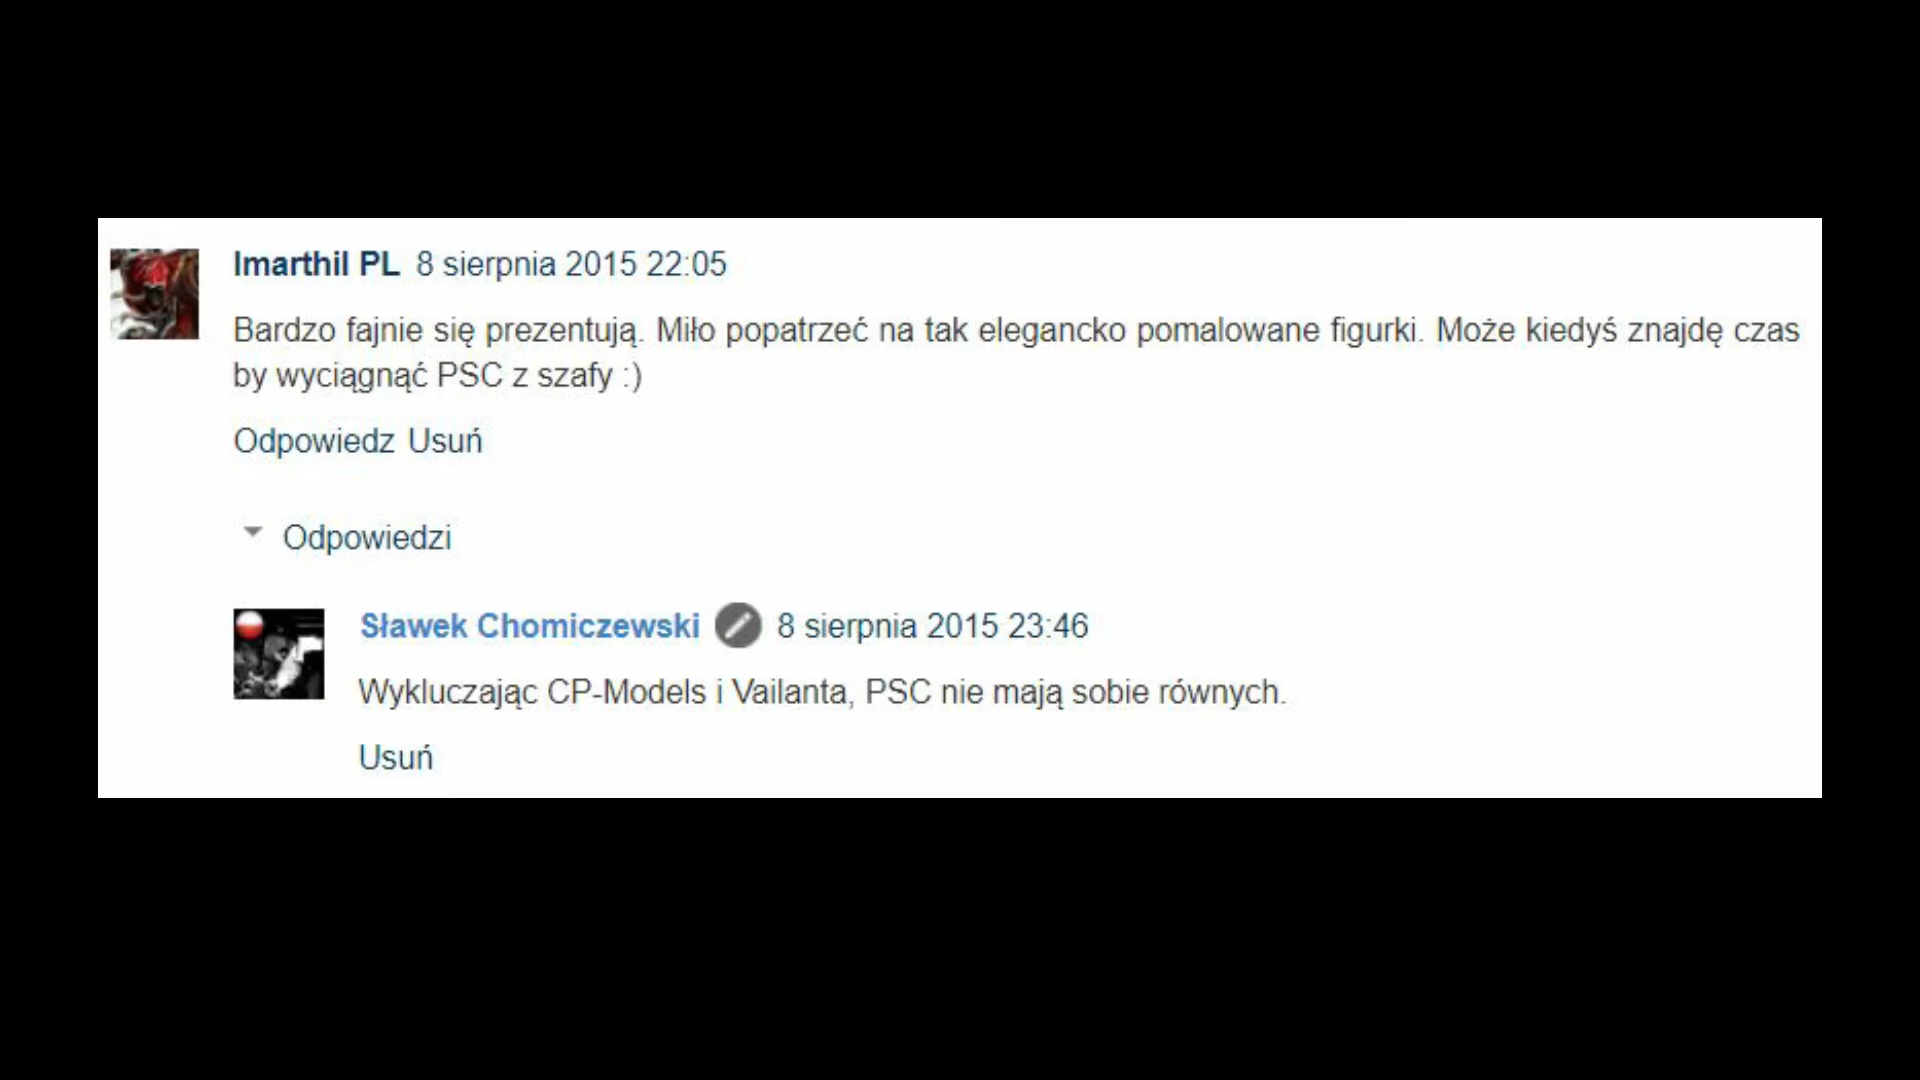 Imarthil PL 8 sierpnia 2015 22:05
Bardzo fajnie się prezentują. Miło popatrzeć na tak elegancko pomalowane figurki. Może kiedyś znajdę czas
by wyciągnąć PSC z szafy :)
Odpowiedz Usuń
Odpowiedzi
Sławek Chomiczewski 8 sierpnia 2015 23:46
Wykluczając CP-Models i Vailanta, PSC nie mają sobie równych.
Usuń